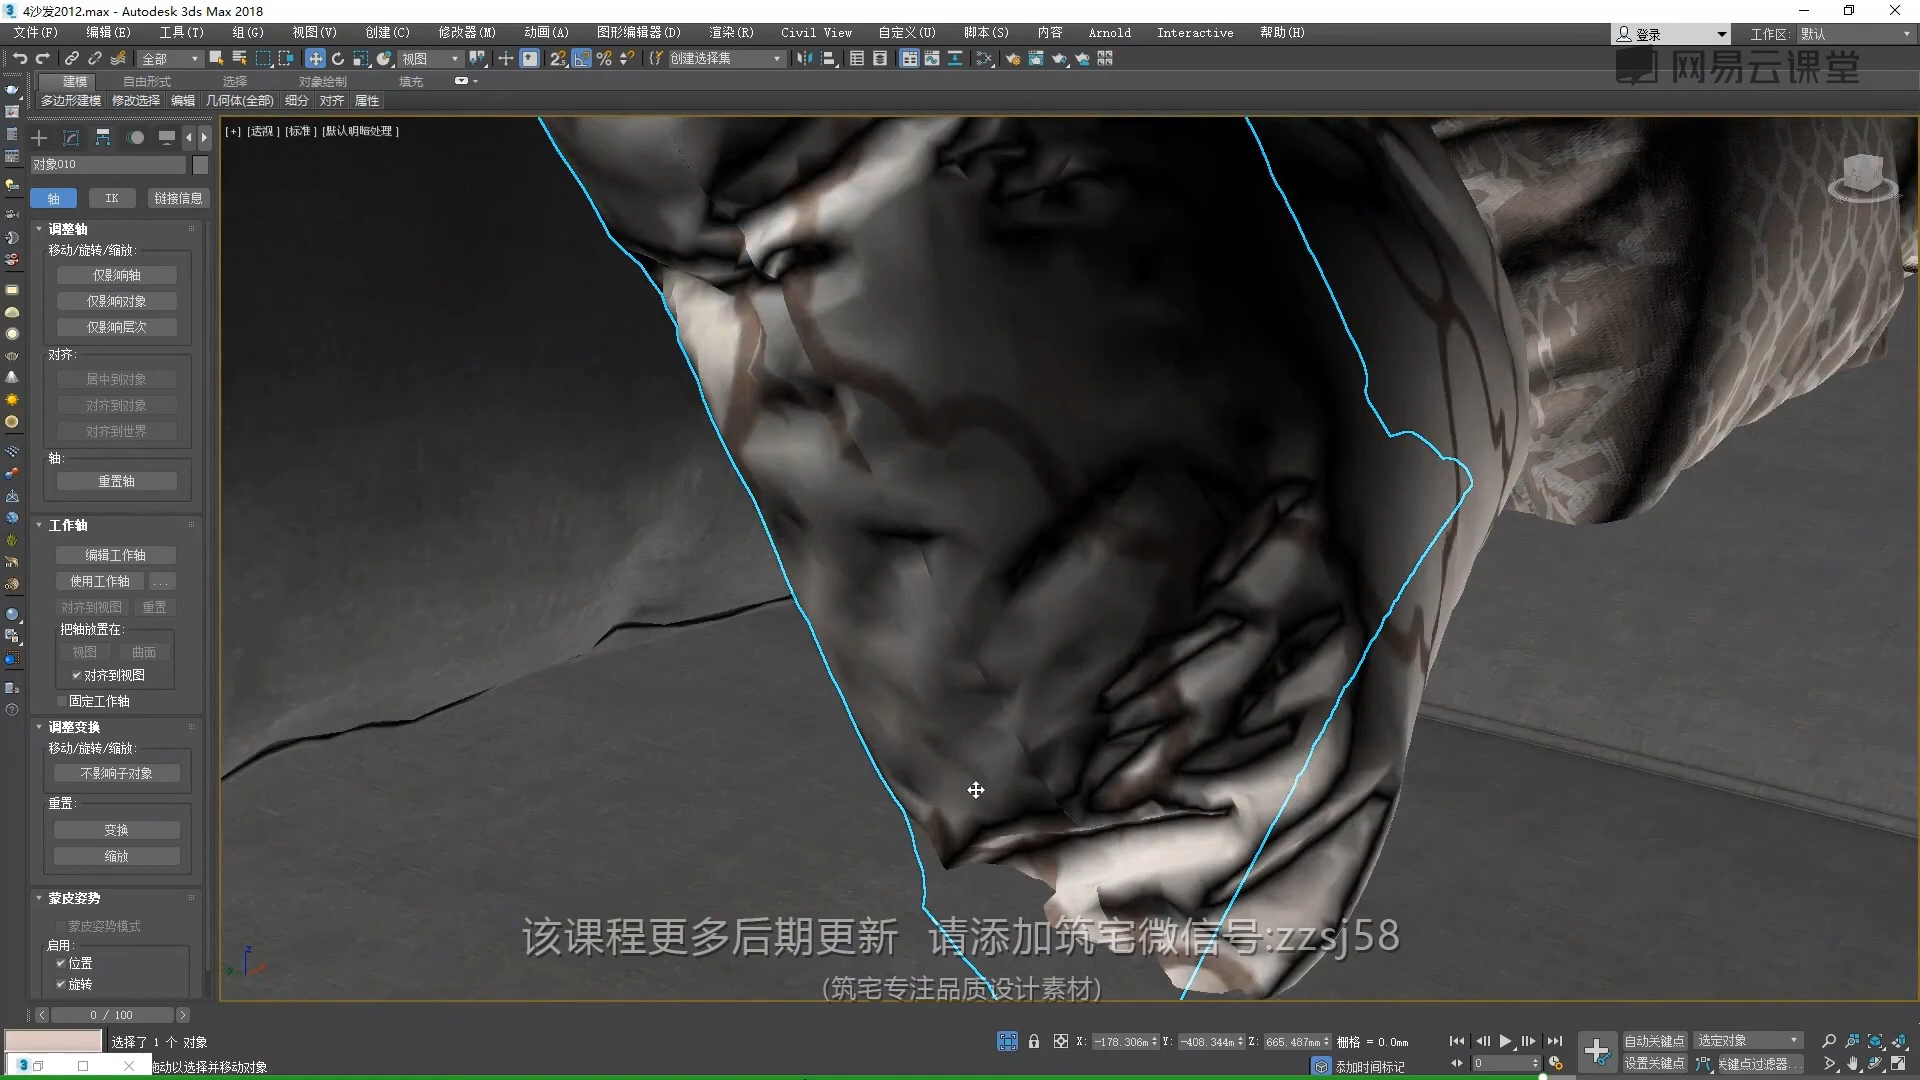 4沙发2012.max - Autodesk 3ds Max 2018
文件(F) 编辑(E) 工具(T) 组(G) 视图(V) 创建(C) 修改器(M) 动画(A) 图形编辑器(D) 渲染(R) Civil View 自定义(U) 脚本(S) 内容 Arnold Interactive 帮助(H) 登录 工作区: 默认
全部 视图 创建选择集 网易云课堂
建模 自由形式 选择 对象绘制 填充
多边形建模 修改选择 编辑 几何体(全部) 细分 对齐 属性
[+] [透视] [标准] [默认明暗处理]
对象010
轴 IK 链接信息
调整轴
移动/旋转/缩放:
仅影响轴
仅影响对象
仅影响层次
对齐:
居中到对象
对齐到对象
对齐到世界
轴:
重置轴
工作轴
编辑工作轴
使用工作轴 ...
对齐到视图 重置
把轴放置在:
视图 曲面
对齐到视图
固定工作轴
调整变换
移动/旋转/缩放:
不影响子对象
重置:
变换
缩放
蒙皮姿势
蒙皮姿势模式
启用:
位置
旋转
该课程更多后期更新 请添加筑宅微信号:zzsj58
(筑宅专注品质设计素材)
0 / 100
选择了 1 个 对象 X: -178.306m Y: -408.344m Z: 665.487mm 栅格 = 0.0mm 自动关键点 选定对象
拖动以选择并移动对象 添加时间标记 0 设置关键点 关键点过滤器...